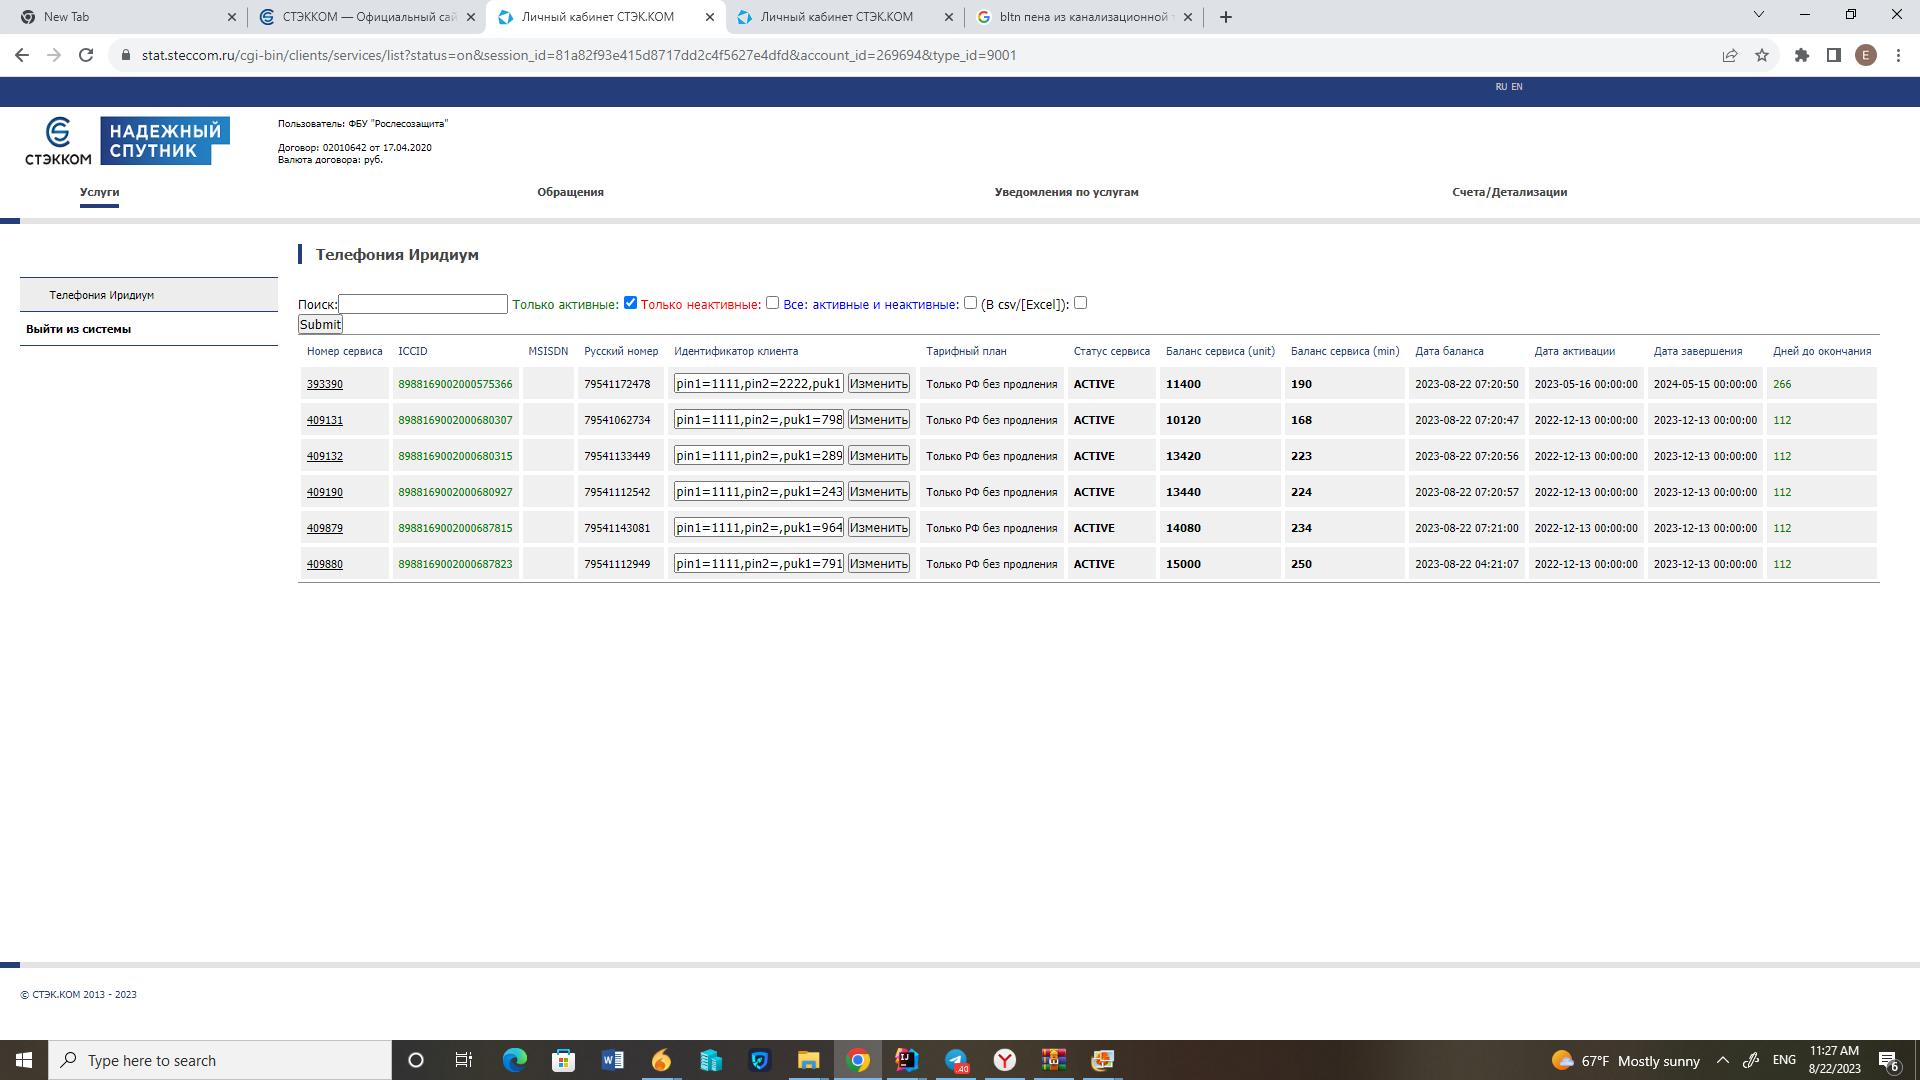 New Tab
СТЭККОМ — Официальный сай
Личный кабинет СТЭК.КОМ
Личный кабинет СТЭК.КОМ
bltn пена из канализационной т
stat.steccom.ru/cgi-bin/clients/services/list?status=on&session_id=81a82f93e415d8717dd2c4f5627e4dfd&account_id=269694&type_id=9001
E
RU EN
СТЭККОМ
НАДЕЖНЫЙ
СПУТНИК
Пользователь: ФБУ "Рослесозащита"
Договор: 02010642 от 17.04.2020
Валюта договора: руб.
Услуги Обращения Уведомления по услугам Счета/Детализации
Телефония Иридиум
Выйти из системы
Телефония Иридиум
Поиск: Только активные: Только неактивные: Все: активные и неактивные: (В csv/[Excel]):
Submit
Номер сервиса ICCID MSISDN Русский номер Идентификатор клиента Тарифный план Статус сервиса Баланс сервиса (unit) Баланс сервиса (min) Дата баланса Дата активации Дата завершения Дней до окончания
393390 8988169002000575366 79541172478 pin1=1111,pin2=2222,puk1 Изменить Только РФ без продления ACTIVE 11400 190 2023-08-22 07:20:50 2023-05-16 00:00:00 2024-05-15 00:00:00 266
409131 8988169002000680307 79541062734 pin1=1111,pin2=,puk1=798 Изменить Только РФ без продления ACTIVE 10120 168 2023-08-22 07:20:47 2022-12-13 00:00:00 2023-12-13 00:00:00 112
409132 8988169002000680315 79541133449 pin1=1111,pin2=,puk1=289 Изменить Только РФ без продления ACTIVE 13420 223 2023-08-22 07:20:56 2022-12-13 00:00:00 2023-12-13 00:00:00 112
409190 8988169002000680927 79541112542 pin1=1111,pin2=,puk1=243 Изменить Только РФ без продления ACTIVE 13440 224 2023-08-22 07:20:57 2022-12-13 00:00:00 2023-12-13 00:00:00 112
409879 8988169002000687815 79541143081 pin1=1111,pin2=,puk1=964 Изменить Только РФ без продления ACTIVE 14080 234 2023-08-22 07:21:00 2022-12-13 00:00:00 2023-12-13 00:00:00 112
409880 8988169002000687823 79541112949 pin1=1111,pin2=,puk1=791 Изменить Только РФ без продления ACTIVE 15000 250 2023-08-22 04:21:07 2022-12-13 00:00:00 2023-12-13 00:00:00 112
© СТЭК.КОМ 2013 - 2023
Type here to search
67°F Mostly sunny
ENG
11:27 AM
8/22/2023
6